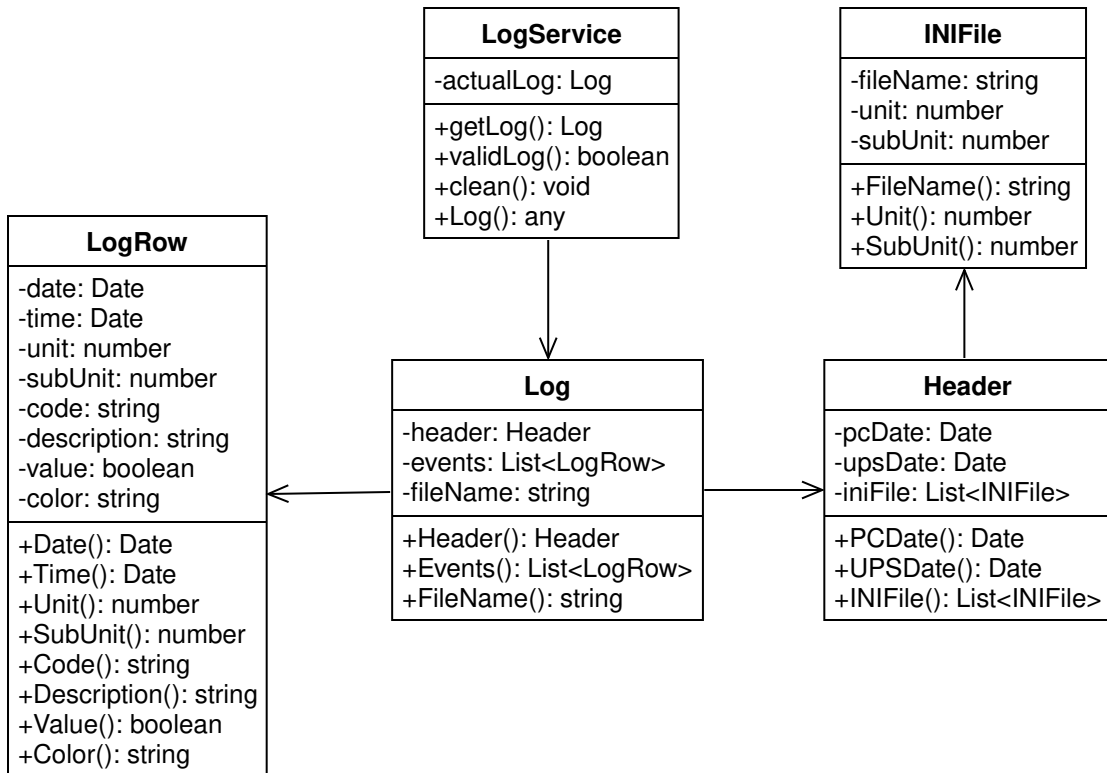 LogService
-actualLog: Log
+getLog(): Log
+validLog(): boolean
+clean(): void
+Log(): any
INIFile
-fileName: string
-unit: number
-subUnit: number
+FileName(): string
+Unit(): number
+SubUnit(): number
LogRow
-date: Date
-time: Date
-unit: number
-subUnit: number
-code: string
-description: string
-value: boolean
-color: string
+Date(): Date
+Time(): Date
+Unit(): number
+SubUnit(): number
+Code(): string
+Description(): string
+Value(): boolean
+Color(): string
Log
-header: Header
-events: List<LogRow>
-fileName: string
+Header(): Header
+Events(): List<LogRow>
+FileName(): string
Header
-pcDate: Date
-upsDate: Date
-iniFile: List<INIFile>
+PCDate(): Date
+UPSDate(): Date
+INIFile(): List<INIFile>